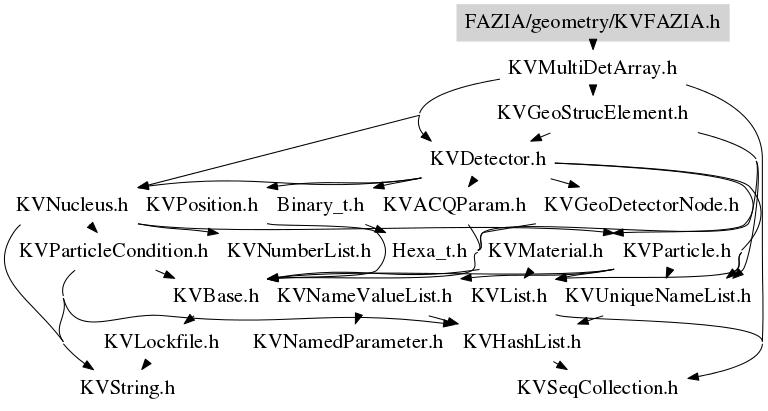 FAZIA/geometry/KVFAZIA.h
KVMultiDetArray.h
KVGeoStrucElement.h
KVDetector.h
KVNucleus.h KVPosition.h Binary_t.h KVACQParam.h KVGeoDetectorNode.h
KVParticleCondition.h KVNumberList.h Hexa_t.h KVMaterial.h KVParticle.h
KVBase.h KVNameValueList.h KVList.h KVUniqueNameList.h
KVLockfile.h KVNamedParameter.h KVHashList.h
KVString.h KVSeqCollection.h